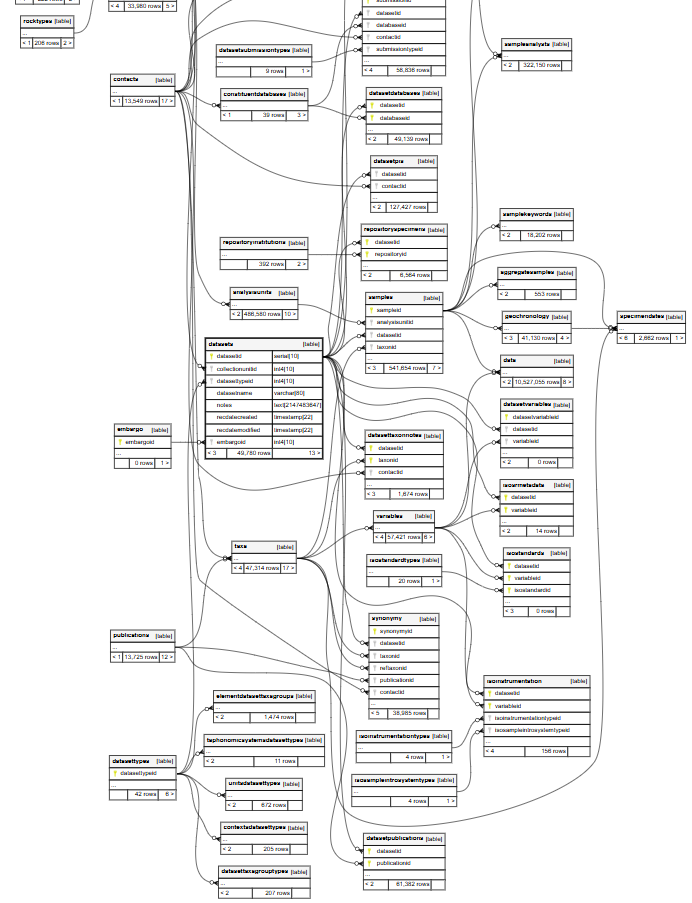 < 4 33,980 rows 5 >
rocktypes [table]
...
< 1 206 rows 2 >
contacts [table]
...
< 1 13,549 rows 17 >
embargo [table]
embargoid
...
0 rows 1 >
publications [table]
...
< 1 13,725 rows 12 >
datasettypes [table]
datasettypeid
...
42 rows 6 >
datasetsubmissiontypes [table]
...
9 rows 1 >
constituentdatabases [table]
...
< 1 39 rows 3 >
repositoryinstitutions [table]
...
392 rows 2 >
analysisunits [table]
...
< 2 466,560 rows 10 >
datasets [table]
datasetid serial[10]
collectionunitid int4[10]
datasettypeid int4[10]
datasetname varchar[80]
notes text[2147483647]
recdatecreated timestamp[22]
recdatemodified timestamp[22]
embargoid int4[10]
< 3 49,780 rows 13 >
taxa [table]
...
< 4 47,314 rows 17 >
elementdatasettaxagroups [table]
...
< 2 1,474 rows
taphonomicsystemsdatasettypes [table]
...
< 2 11 rows
unitsdatasettypes [table]
...
< 2 672 rows
contextsdatasettypes [table]
...
< 2 205 rows
datasettaxagrouptypes [table]
...
< 2 207 rows
datasetid
databaseid
contactid
submissiontypeid
...
< 4 56,836 rows
datasetdatabases [table]
datasetid
databaseid
...
< 2 49,139 rows
datasetpis [table]
datasetid
contactid
...
< 2 127,427 rows
repositoryspecimens [table]
datasetid
repositoryid
...
< 2 6,564 rows
samples [table]
sampleid
analysisunitid
datasetid
taxonid
...
< 3 541,654 rows 7 >
datasettaxonnotes [table]
datasetid
taxonid
contactid
...
< 3 1,674 rows
variables [table]
...
< 4 57,421 rows 6 >
isostandardtypes [table]
...
20 rows 1 >
synonymy [table]
synonymyid
datasetid
taxonid
reftaxonid
publicationid
contactid
...
< 5 38,985 rows
isoinstrumentationtypes [table]
...
4 rows 1 >
isosampleintrosystemtypes [table]
...
4 rows 1 >
datasetpublications [table]
datasetid
publicationid
...
< 2 61,382 rows
sampleanalysts [table]
...
< 2 322,150 rows
samplekeywords [table]
...
< 2 18,202 rows
aggregatesamples [table]
...
< 2 553 rows
geochronology [table]
...
< 3 41,130 rows 4 >
specimendates [table]
...
< 6 2,662 rows 1 >
data [table]
...
< 2 10,527,055 rows 8 >
datasetvariables [table]
datasetvariableid
datasetid
variableid
...
< 2 0 rows
isosrmetadata [table]
datasetid
variableid
...
< 2 14 rows
isostandards [table]
datasetid
variableid
isostandardid
...
< 3 0 rows
isoinstrumentation [table]
datasetid
variableid
isoinstrumentationtypeid
isosampleintrosystemtypeid
...
< 4 156 rows